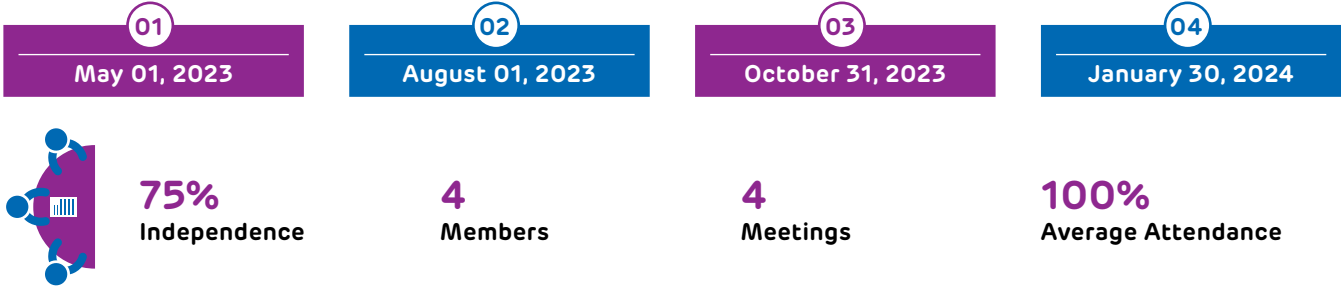 01
May 01, 2023
02
August 01, 2023
03
October 31, 2023
04
January 30, 2024
75%
Independence
4
Members
4
Meetings
100%
Average Attendance